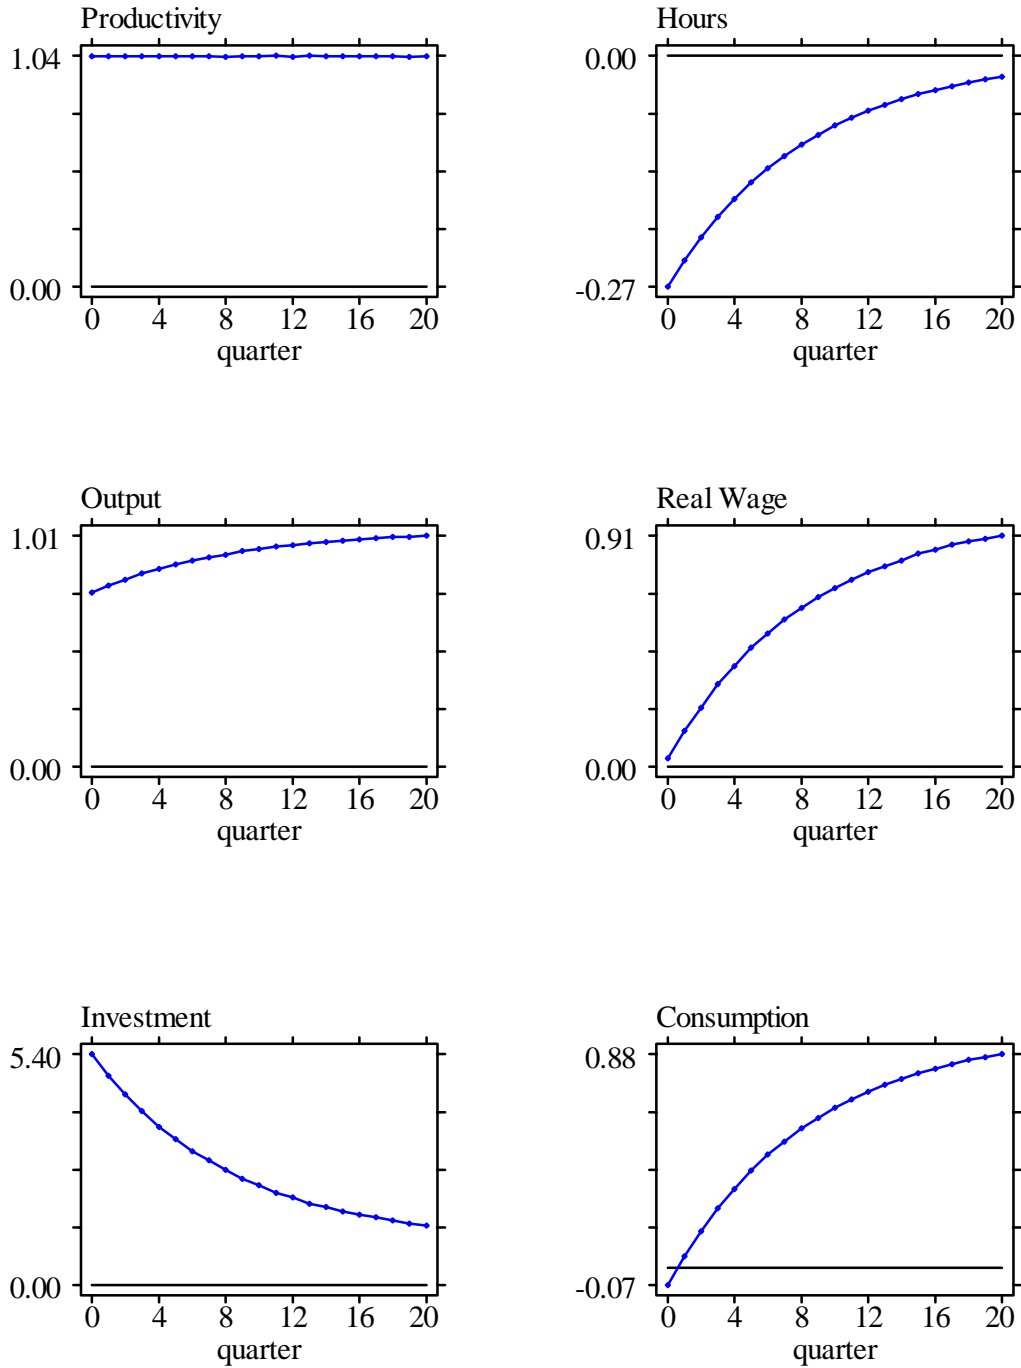 Productivity
1.04
0.00
0 4 8 12 16 20
quarter
Hours
0.00
-0.27
0 4 8 12 16 20
quarter
Output
1.01
0.00
0 4 8 12 16 20
quarter
Real Wage
0.91
0.00
0 4 8 12 16 20
quarter
Investment
5.40
0.00
0 4 8 12 16 20
quarter
Consumption
0.88
-0.07
0 4 8 12 16 20
quarter